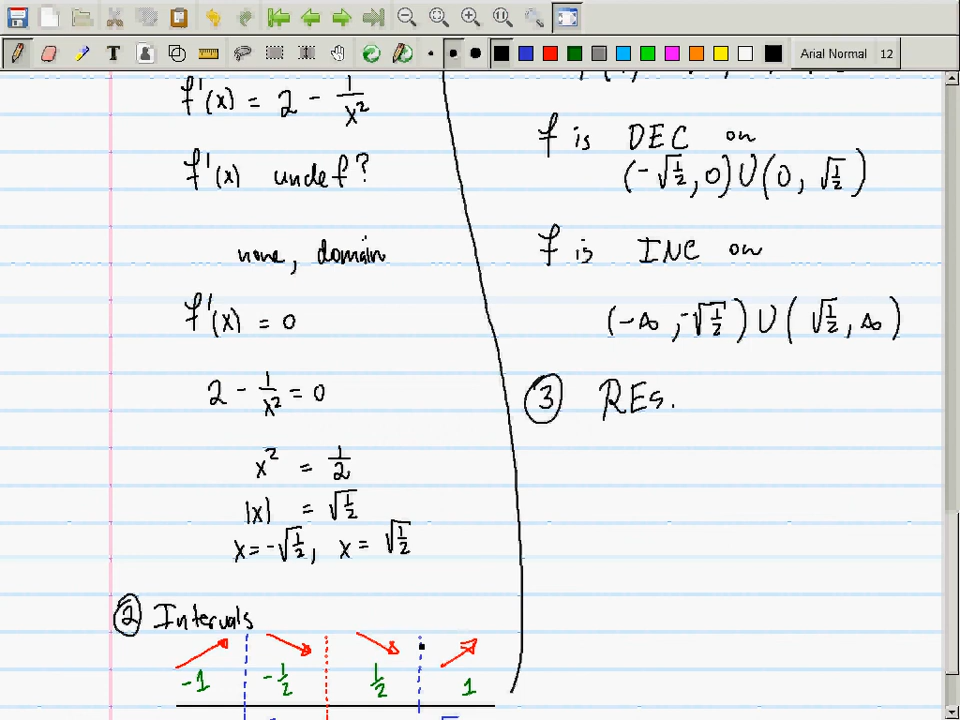 Arial Normal 12
f'(x) = 2 - 1/x²
f'(x) undef?
none, domain
f'(x) = 0
2 - 1/x² = 0
x² = 1/2
|x| = √(1/2)
x = -√(1/2), x = √(1/2)
② Intervals
-1 -1/2 1/2 1
f is DEC on
(-√(1/2), 0) U (0, √(1/2))
f is INC on
(-∞, -√(1/2)) U (√(1/2), ∞)
③ REs.